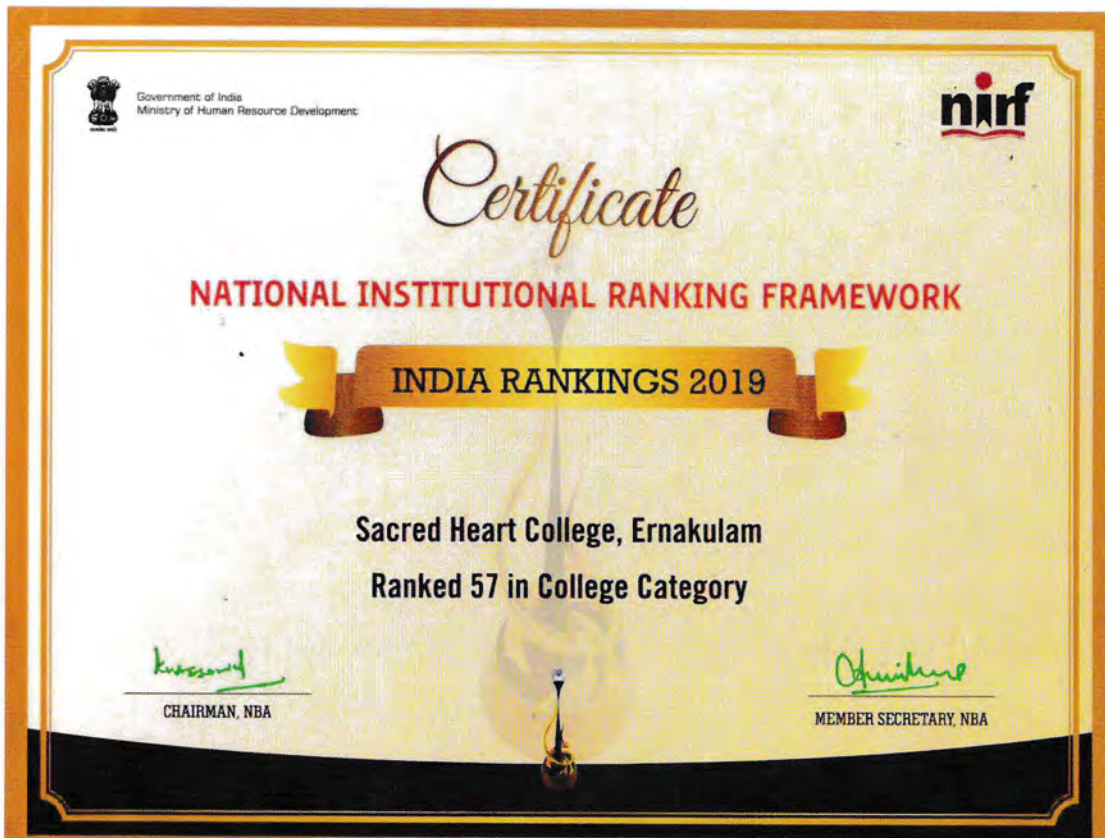 Government of India
Ministry of Human Resource Development
nirf
Certificate
NATIONAL INSTITUTIONAL RANKING FRAMEWORK
INDIA RANKINGS 2019
Sacred Heart College, Ernakulam
Ranked 57 in College Category
CHAIRMAN, NBA
MEMBER SECRETARY, NBA